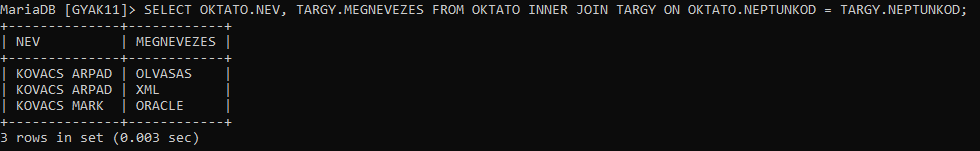 MariaDB [GYAK11]> SELECT OKTATO.NEV, TARGY.MEGNEVEZES FROM OKTATO INNER JOIN TARGY ON OKTATO.NEPTUNKOD = TARGY.NEPTUNKOD;
+--------------+------------+
| NEV          | MEGNEVEZES |
+--------------+------------+
| KOVACS ARPAD | OLVASAS    |
| KOVACS ARPAD | XML        |
| KOVACS MARK  | ORACLE     |
+--------------+------------+
3 rows in set (0.003 sec)